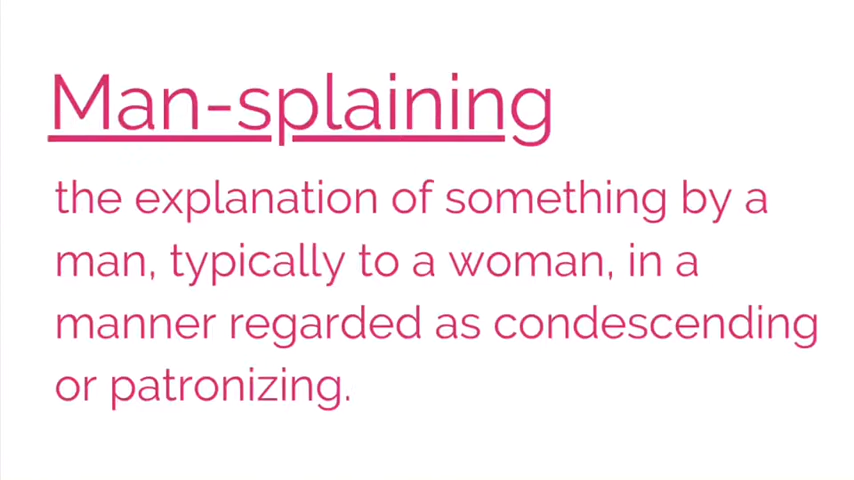 Man-splaining
the explanation of something by a
man, typically to a woman, in a
manner regarded as condescending
or patronizing.